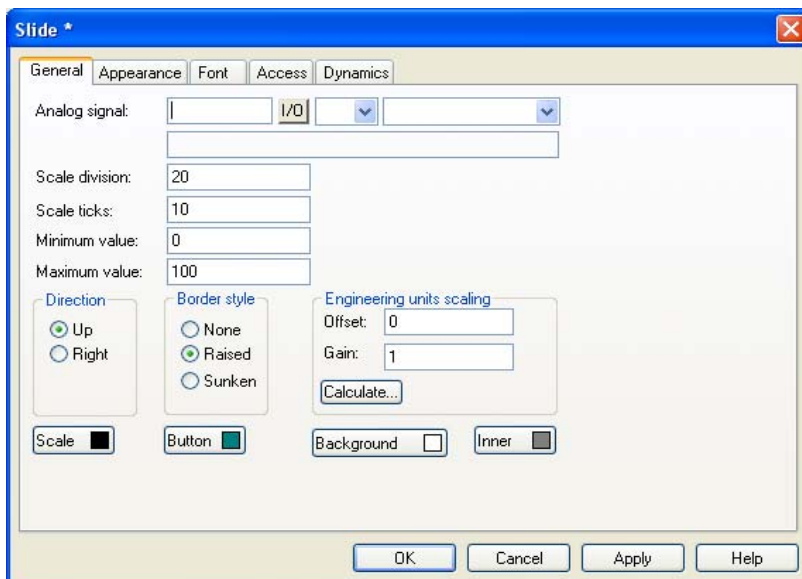 Slide *
General Appearance Font Access Dynamics
Analog signal: I/O
Scale division: 20
Scale ticks: 10
Minimum value: 0
Maximum value: 100
Direction Border style Engineering units scaling
Up None Offset: 0
Right Raised Gain: 1
Sunken Calculate...
Scale Button Background Inner
OK Cancel Apply Help